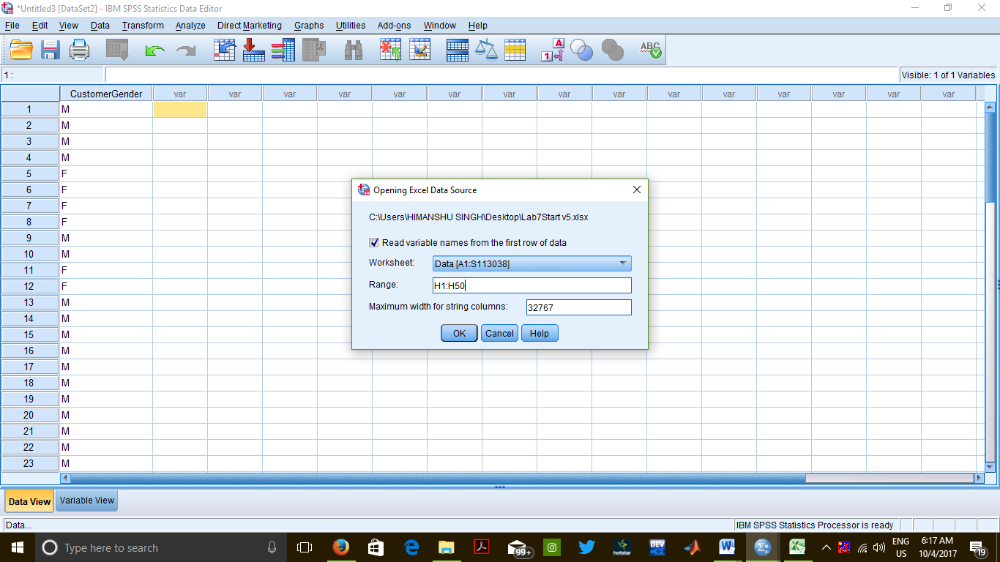 *Untitled3 [DataSet2] - IBM SPSS Statistics Data Editor
File Edit View Data Transform Analyze Direct Marketing Graphs Utilities Add-ons Window Help
A
1
ABC
1 :
Visible: 1 of 1 Variables
CustomerGender var var var var var var var var var var var var var var var
1 M
2 M
3 M
4 M
5 F
6 F
7 F
8 F
9 M
10 M
11 F
12 F
13 M
14 M
15 M
16 M
17 M
18 M
19 M
20 M
21 M
22 M
23 M
Opening Excel Data Source
C:\Users\HIMANSHU SINGH\Desktop\Lab7Start v5.xlsx
Read variable names from the first row of data
Worksheet: Data [A1:S113038]
Range: H1:H50
Maximum width for string columns: 32767
OK Cancel Help
Data View Variable View
Data...
IBM SPSS Statistics Processor is ready
Type here to search
99+
hotstar
DEV
ENG
US
6:17 AM
10/4/2017
19